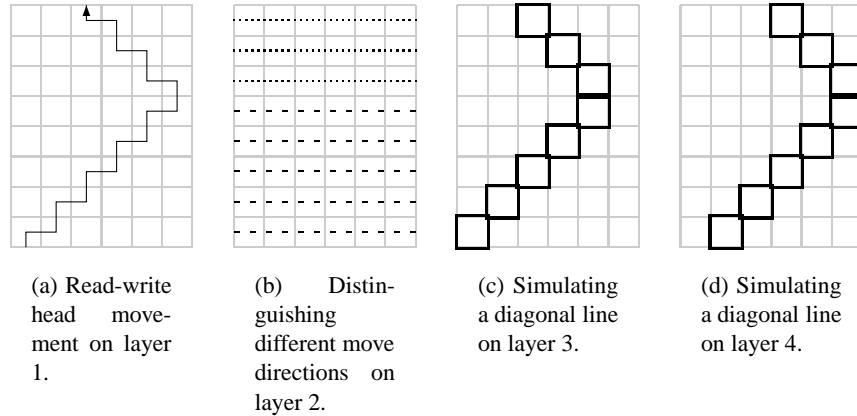 (a) Read-write
head move-
ment on layer
1.
(b) Distin-
guishing
different move
directions on
layer 2.
(c) Simulating
a diagonal line
on layer 3.
(d) Simulating
a diagonal line
on layer 4.